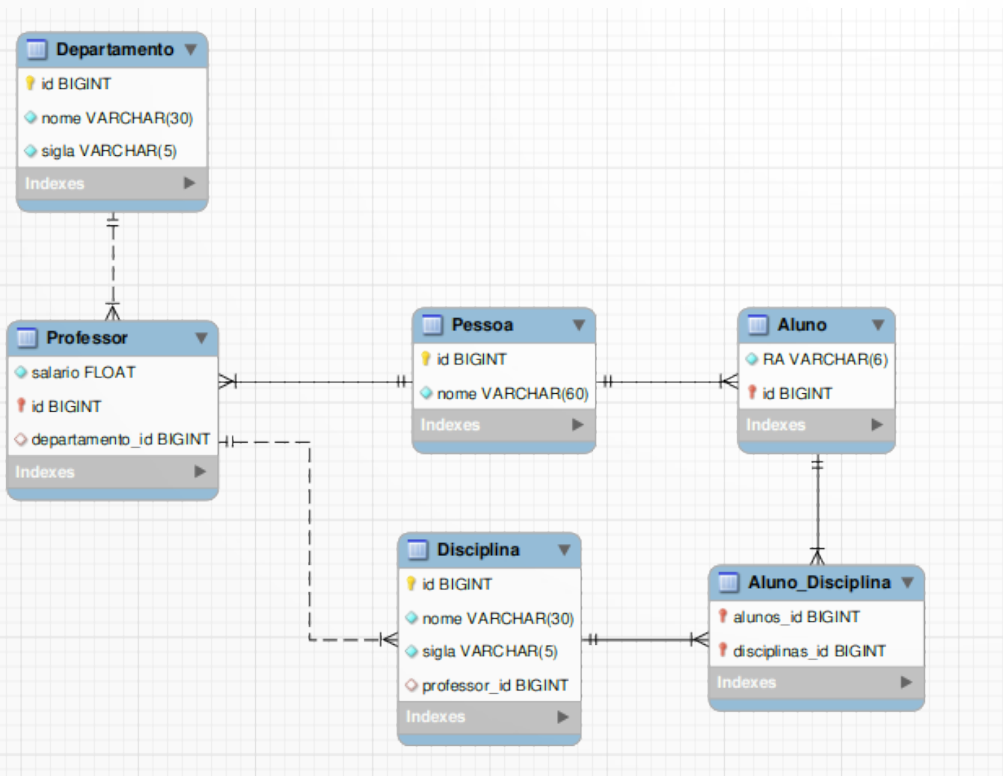 Departamento
id BIGINT
nome VARCHAR(30)
sigla VARCHAR(5)
Indexes
Professor
salario FLOAT
id BIGINT
departamento_id BIGINT
Indexes
Pessoa
id BIGINT
nome VARCHAR(60)
Indexes
Aluno
RA VARCHAR(6)
id BIGINT
Indexes
Disciplina
id BIGINT
nome VARCHAR(30)
sigla VARCHAR(5)
professor_id BIGINT
Indexes
Aluno_Disciplina
alunos_id BIGINT
disciplinas_id BIGINT
Indexes